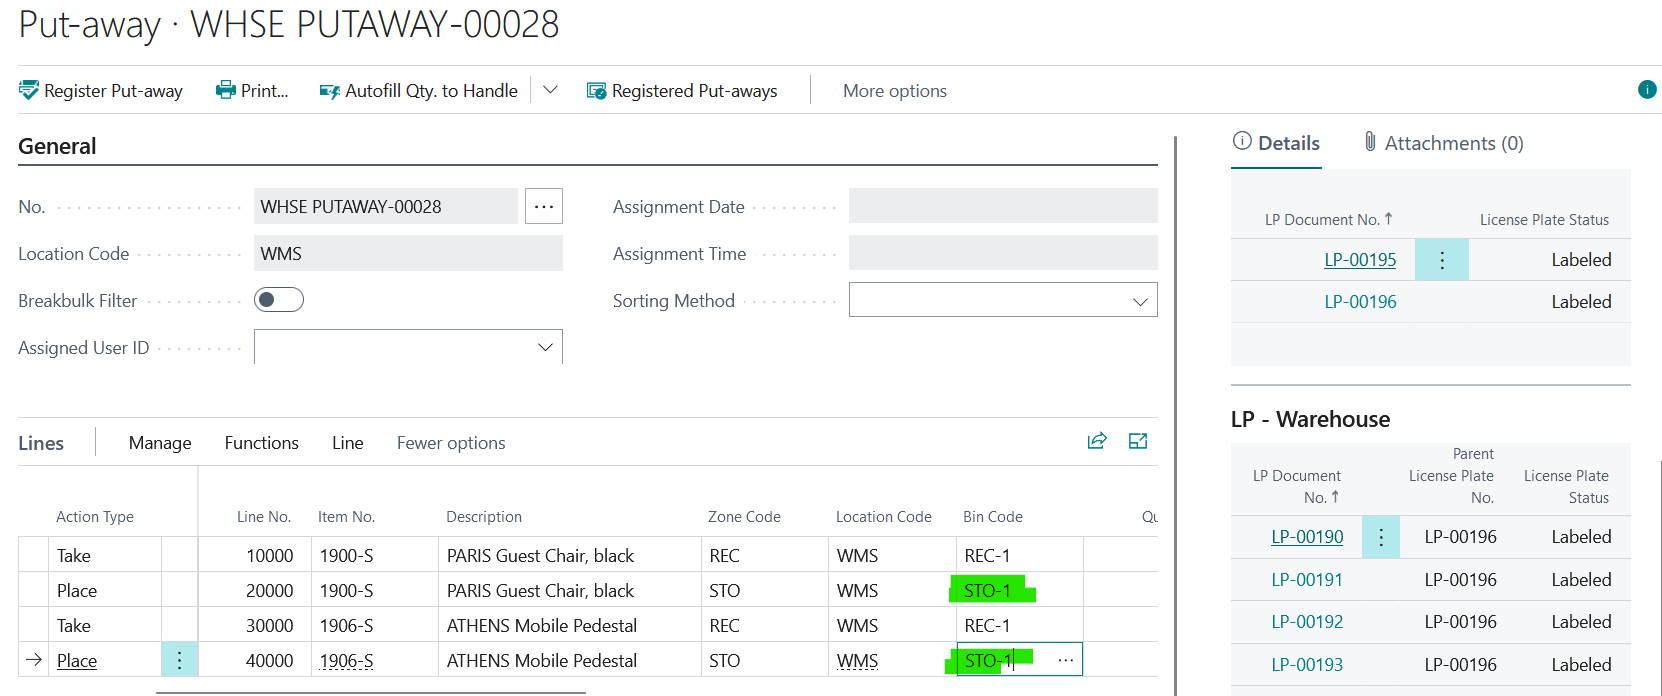 Put-away · WHSE PUTAWAY-00028
Register Put-away Print... Autofill Qty. to Handle Registered Put-aways More options
General
No. WHSE PUTAWAY-00028 ... Assignment Date
Location Code WMS Assignment Time
Breakbulk Filter Sorting Method
Assigned User ID
Lines Manage Functions Line Fewer options
Action Type Line No. Item No. Description Zone Code Location Code Bin Code Qu
Take 10000 1900-S PARIS Guest Chair, black REC WMS REC-1
Place 20000 1900-S PARIS Guest Chair, black STO WMS STO-1
Take 30000 1906-S ATHENS Mobile Pedestal REC WMS REC-1
Place 40000 1906-S ATHENS Mobile Pedestal STO WMS STO-1 ...
Details Attachments (0)
LP Document No.↑ License Plate Status
LP-00195 Labeled
LP-00196 Labeled
LP - Warehouse
LP Document No.↑ Parent License Plate No. License Plate Status
LP-00190 LP-00196 Labeled
LP-00191 LP-00196 Labeled
LP-00192 LP-00196 Labeled
LP-00193 LP-00196 Labeled